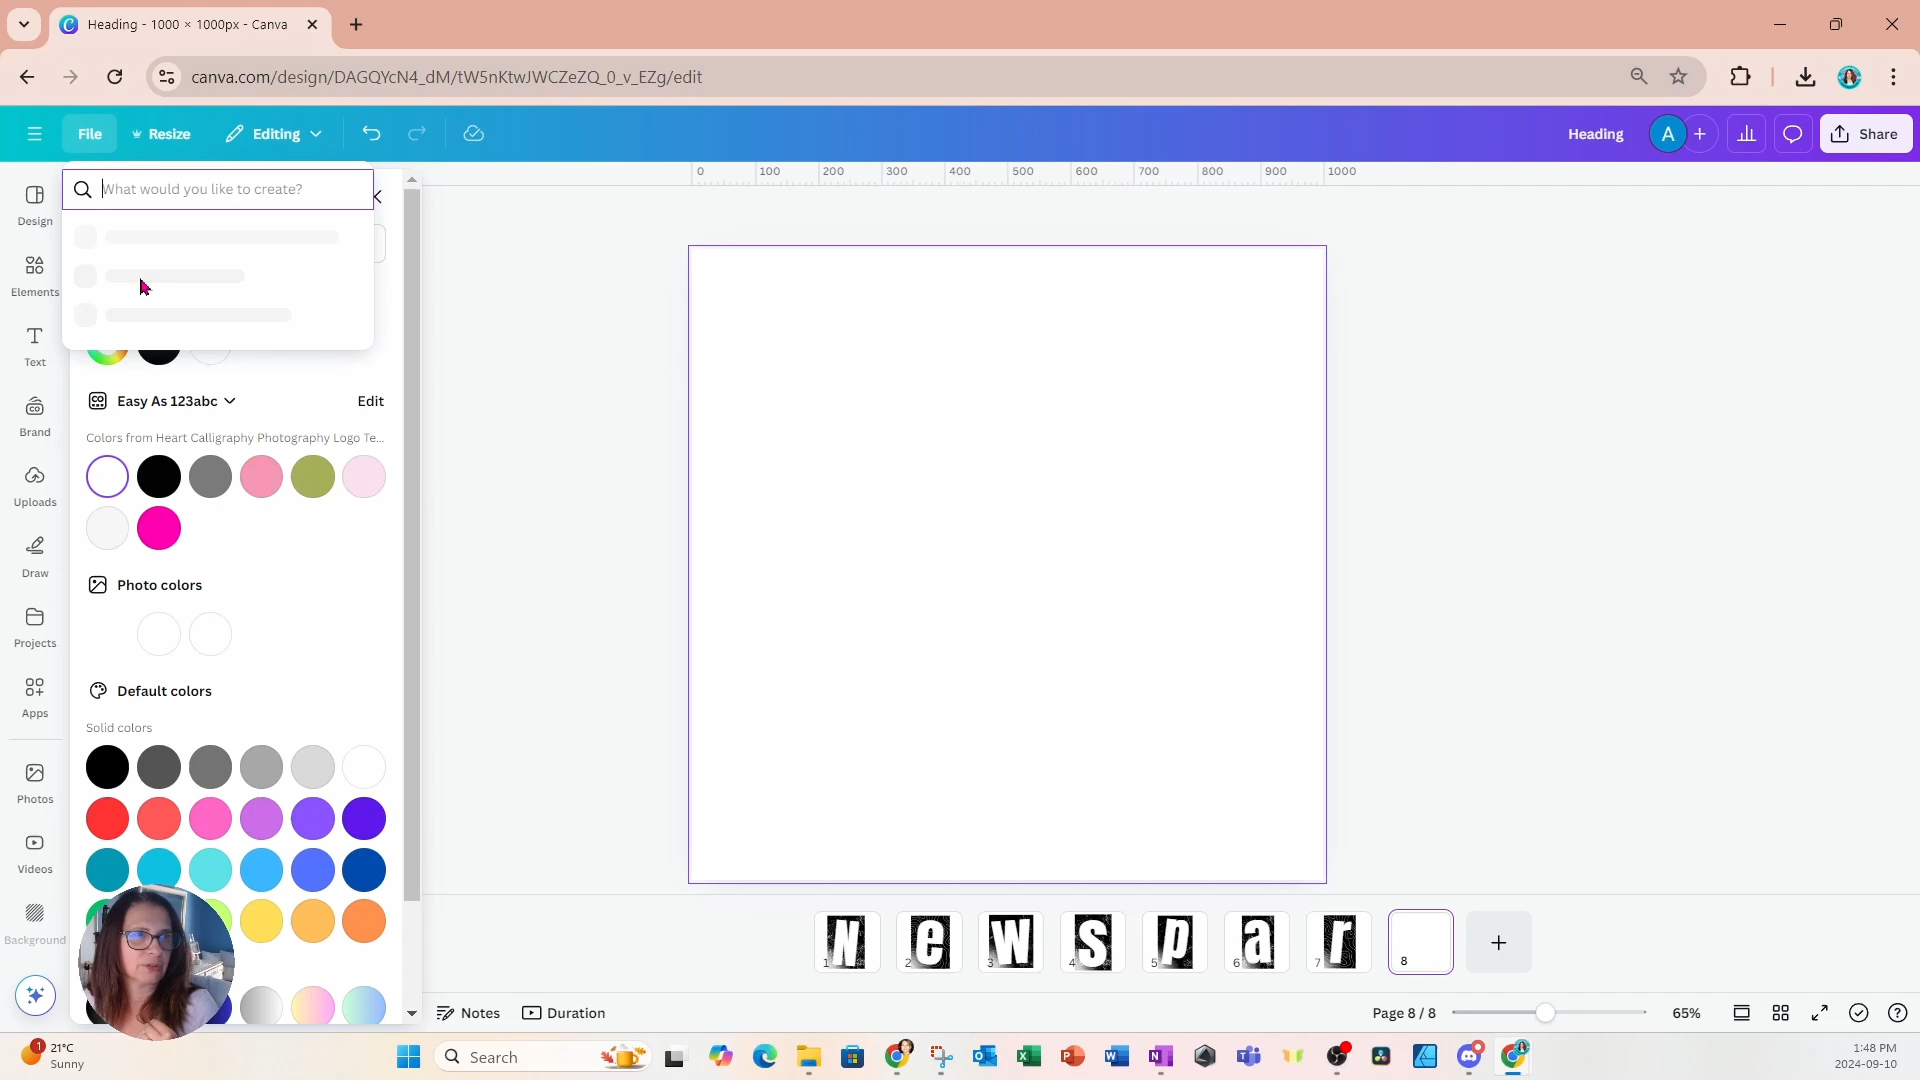 Heading - 1000 × 1000px - Canva
canva.com/design/DAGQYcN4_dM/tW5nKtwJWCZeZQ_0_v_EZg/edit
File
Resize
Editing
Heading
A
Share
What would you like to create?
0 100 200 300 400 500 600 700 800 900 1000
Design
Elements
Text
Brand
Uploads
Draw
Projects
Apps
Photos
Videos
Background
Easy As 123abc
Edit
Colors from Heart Calligraphy Photography Logo Te...
Photo colors
Default colors
Solid colors
N e w s p a r
1 2 3 4 5 6 7 8
Notes
Duration
Page 8 / 8
65%
1
21°C
Sunny
Search
1:48 PM
2024-09-10